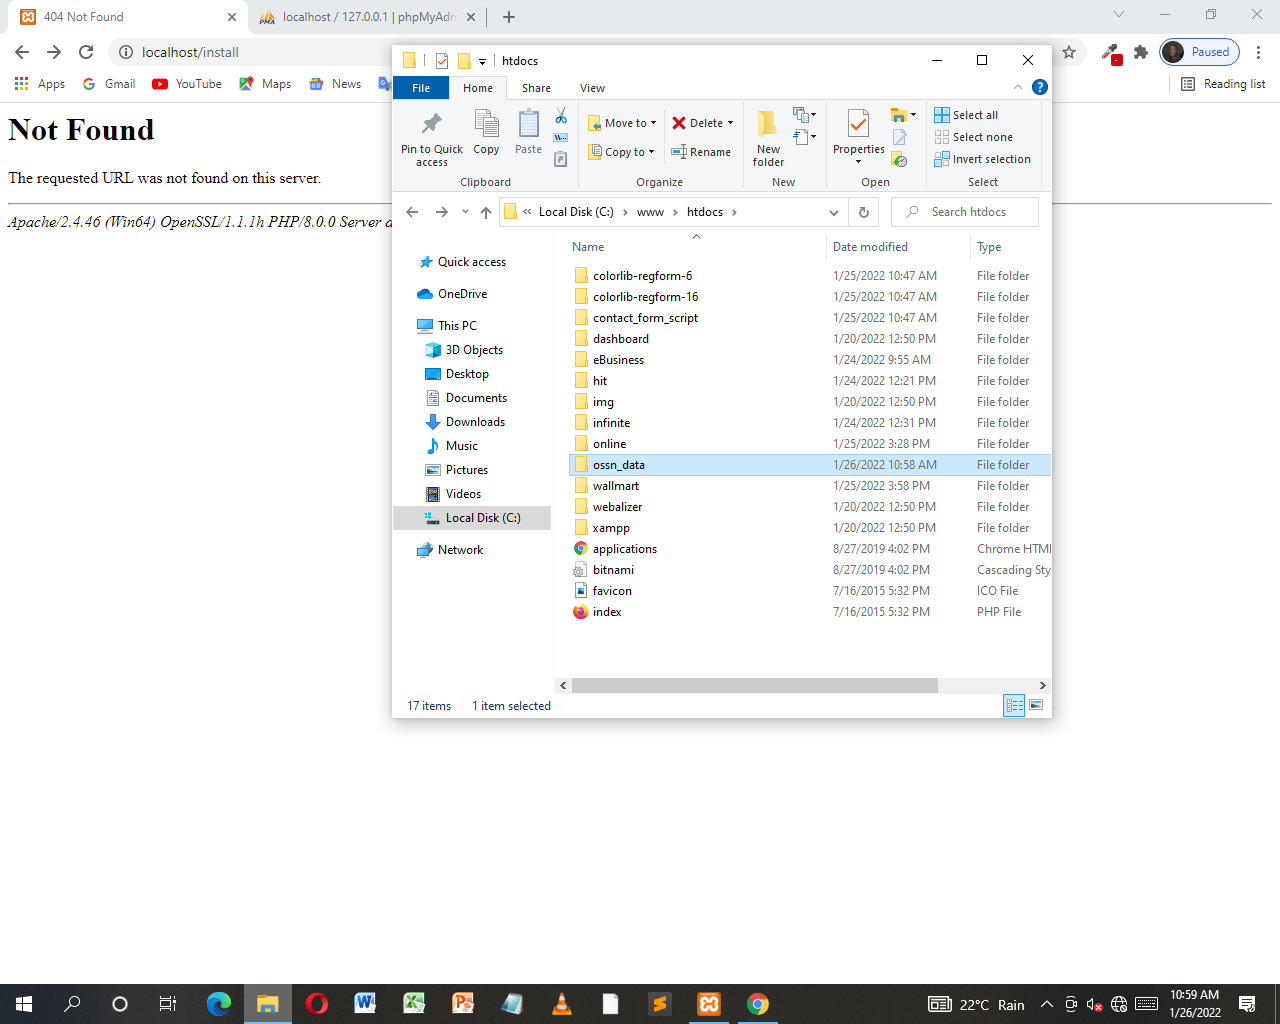 404 Not Found
localhost / 127.0.0.1 | phpMyAdm
localhost/install
Paused
Apps
Gmail
YouTube
Maps
News
Reading list
Not Found
The requested URL was not found on this server.
Apache/2.4.46 (Win64) OpenSSL/1.1.1h PHP/8.0.0 Server a
htdocs
File
Home
Share
View
Pin to Quick access
Copy
Paste
Clipboard
Move to
Copy to
Delete
Rename
Organize
New folder
New
Properties
Open
Select all
Select none
Invert selection
Select
« Local Disk (C:) › www › htdocs ›
Search htdocs
Quick access
OneDrive
This PC
3D Objects
Desktop
Documents
Downloads
Music
Pictures
Videos
Local Disk (C:)
Network
Name Date modified Type
colorlib-regform-6 1/25/2022 10:47 AM File folder
colorlib-regform-16 1/25/2022 10:47 AM File folder
contact_form_script 1/25/2022 10:47 AM File folder
dashboard 1/20/2022 12:50 PM File folder
eBusiness 1/24/2022 9:55 AM File folder
hit 1/24/2022 12:21 PM File folder
img 1/20/2022 12:50 PM File folder
infinite 1/24/2022 12:31 PM File folder
online 1/25/2022 3:28 PM File folder
ossn_data 1/26/2022 10:58 AM File folder
wallmart 1/25/2022 3:58 PM File folder
webalizer 1/20/2022 12:50 PM File folder
xampp 1/20/2022 12:50 PM File folder
applications 8/27/2019 4:02 PM Chrome HTM
bitnami 8/27/2019 4:02 PM Cascading Sty
favicon 7/16/2015 5:32 PM ICO File
index 7/16/2015 5:32 PM PHP File
17 items 1 item selected
22°C Rain
10:59 AM
1/26/2022